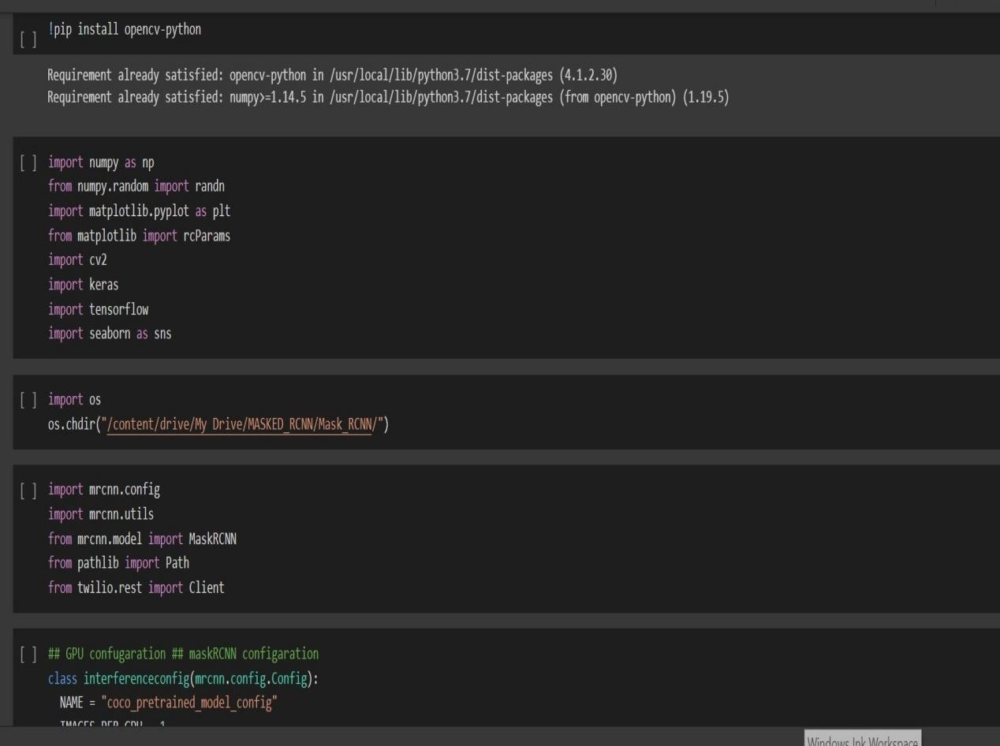 [ ] !pip install opencv-python
Requirement already satisfied: opencv-python in /usr/local/lib/python3.7/dist-packages (4.1.2.30)
Requirement already satisfied: numpy>=1.14.5 in /usr/local/lib/python3.7/dist-packages (from opencv-python) (1.19.5)
[ ] import numpy as np
from numpy.random import randn
import matplotlib.pyplot as plt
from matplotlib import rcParams
import cv2
import keras
import tensorflow
import seaborn as sns
[ ] import os
os.chdir("/content/drive/My Drive/MASKED_RCNN/Mask_RCNN/")
[ ] import mrcnn.config
import mrcnn.utils
from mrcnn.model import MaskRCNN
from pathlib import Path
from twilio.rest import Client
[ ] ## GPU confugaration ## maskRCNN configaration
class interferenceconfig(mrcnn.config.Config):
NAME = "coco_pretrained_model_config"
IMAGES_PER_GPU = 1
Windows Ink Workspace